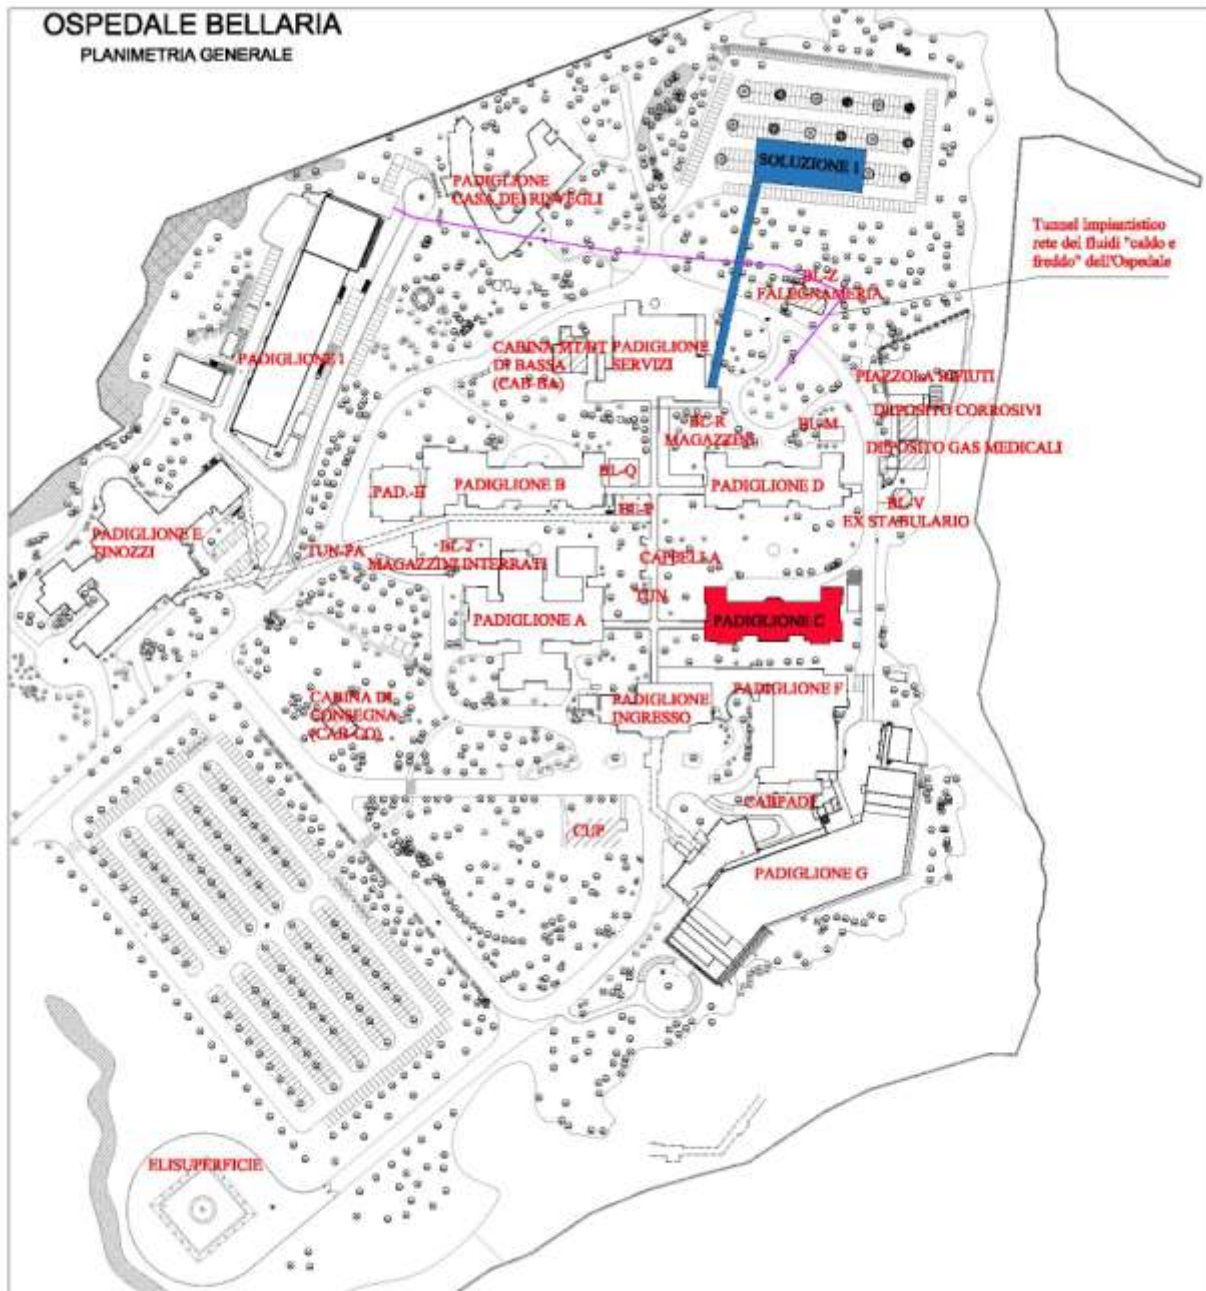 OSPEDALE BELLARIA
PLANIMETRIA GENERALE
SOLUZIONE 1
PADIGLIONE
CASA DEI RISVEGLI
Tunnel impiantistico
rete dei fluidi "caldo e
freddo" dell'Ospedale
BL-Z
FALEGNAMERIA
PADIGLIONE I
CABINA MT/BT
DI BASSA
(CAB-BA)
PADIGLIONE
SERVIZI
PIAZZOLA RIFIUTI
DEPOSITO CORROSIVI
BL-R
MAGAZZINI
BL-M
DEPOSITO GAS MEDICALI
PAD.-H
PADIGLIONE B
BL-Q
PADIGLIONE D
BL-P
BL-V
EX STABULARIO
PADIGLIONE E
TINOZZI
TUN-PA
MAGAZZINI INTERRATI
CAPPELLA
TUN
PADIGLIONE A
PADIGLIONE C
CABINA DI
CONSEGNA
(CAB-CO)
PADIGLIONE
INGRESSO
PADIGLIONE F
CABPADF
CUP
PADIGLIONE G
ELISUPERFICIE